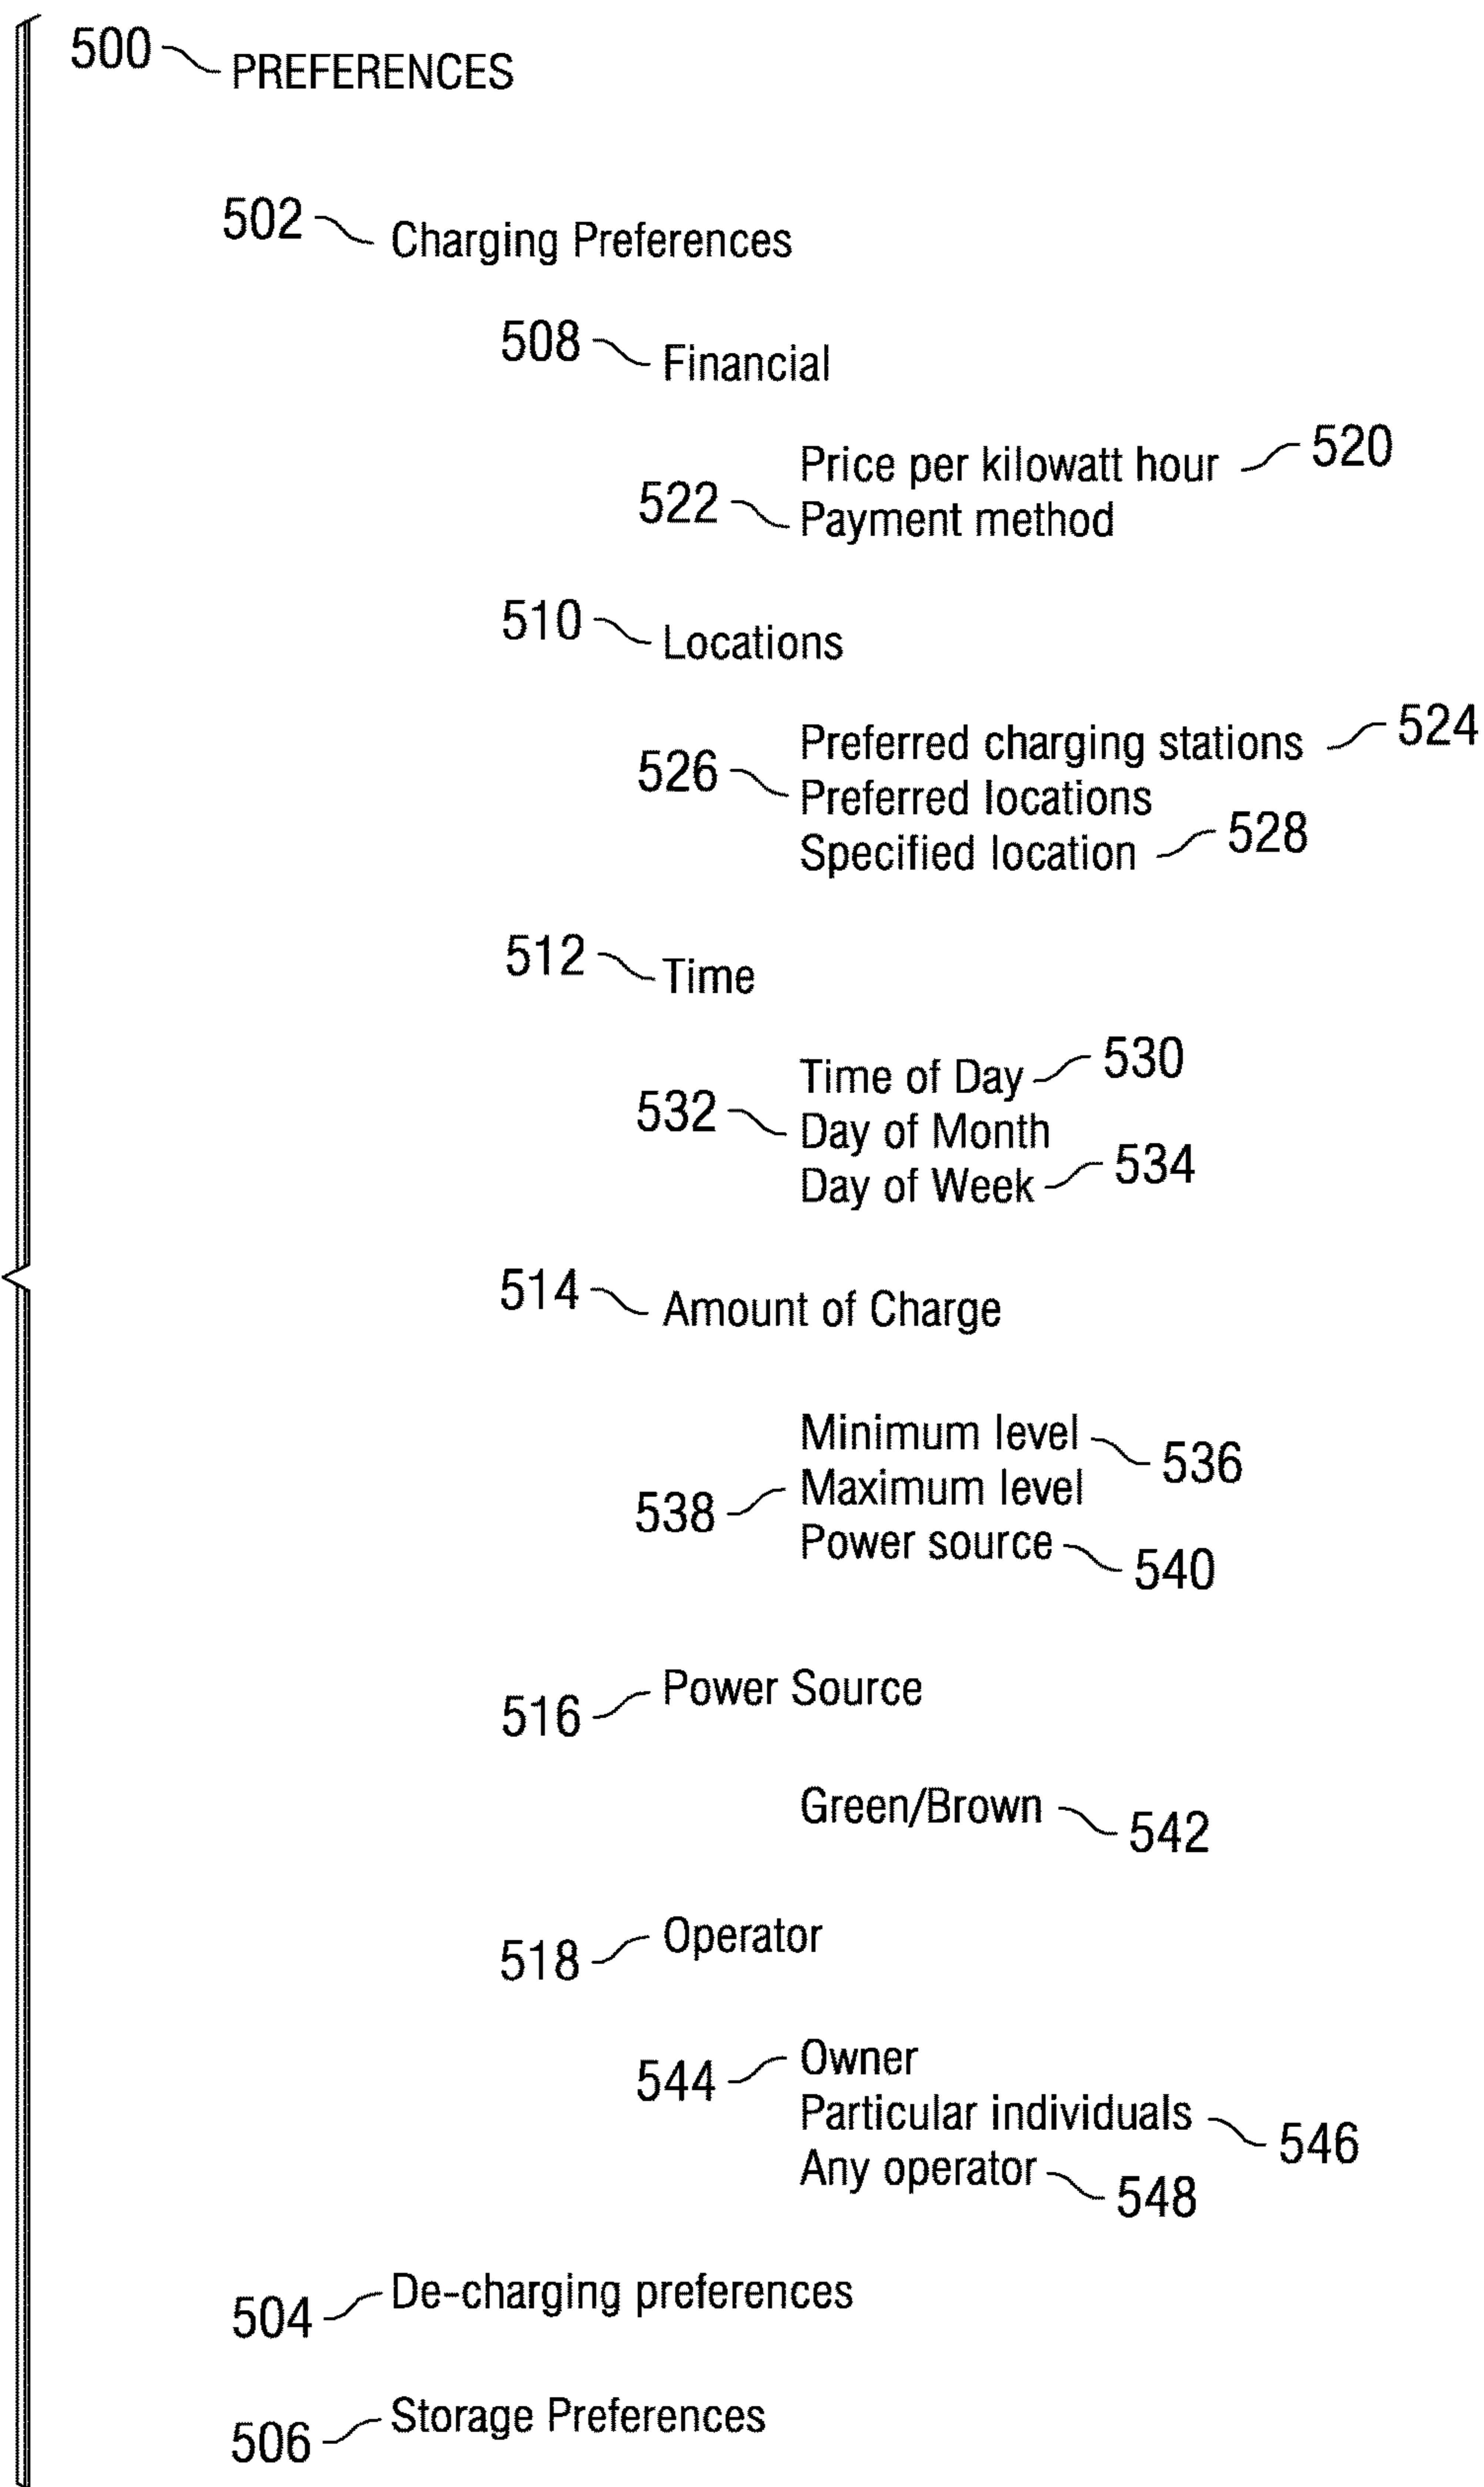 500 PREFERENCES
502 Charging Preferences
508 Financial
Price per kilowatt hour 520
522 Payment method
510 Locations
Preferred charging stations 524
526 Preferred locations
Specified location 528
512 Time
Time of Day 530
532 Day of Month
Day of Week 534
514 Amount of Charge
Minimum level 536
538 Maximum level
Power source 540
516 Power Source
Green/Brown 542
518 Operator
544 Owner
Particular individuals 546
Any operator 548
504 De-charging preferences
506 Storage Preferences